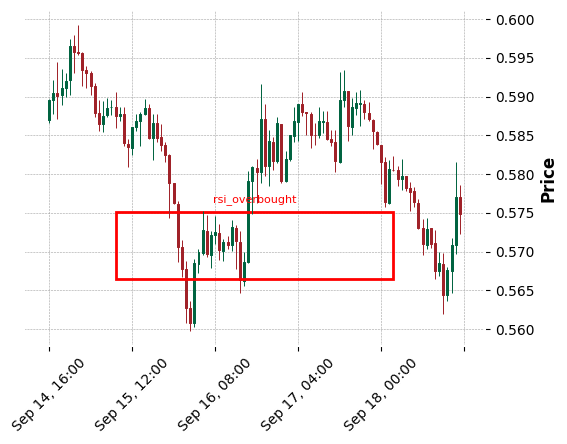 0.600
0.595
0.590
0.585
0.580
0.575
0.570
0.565
0.560
Price
rsi_overbought
Sep 14, 16:00
Sep 15, 12:00
Sep 16, 08:00
Sep 17, 04:00
Sep 18, 00:00